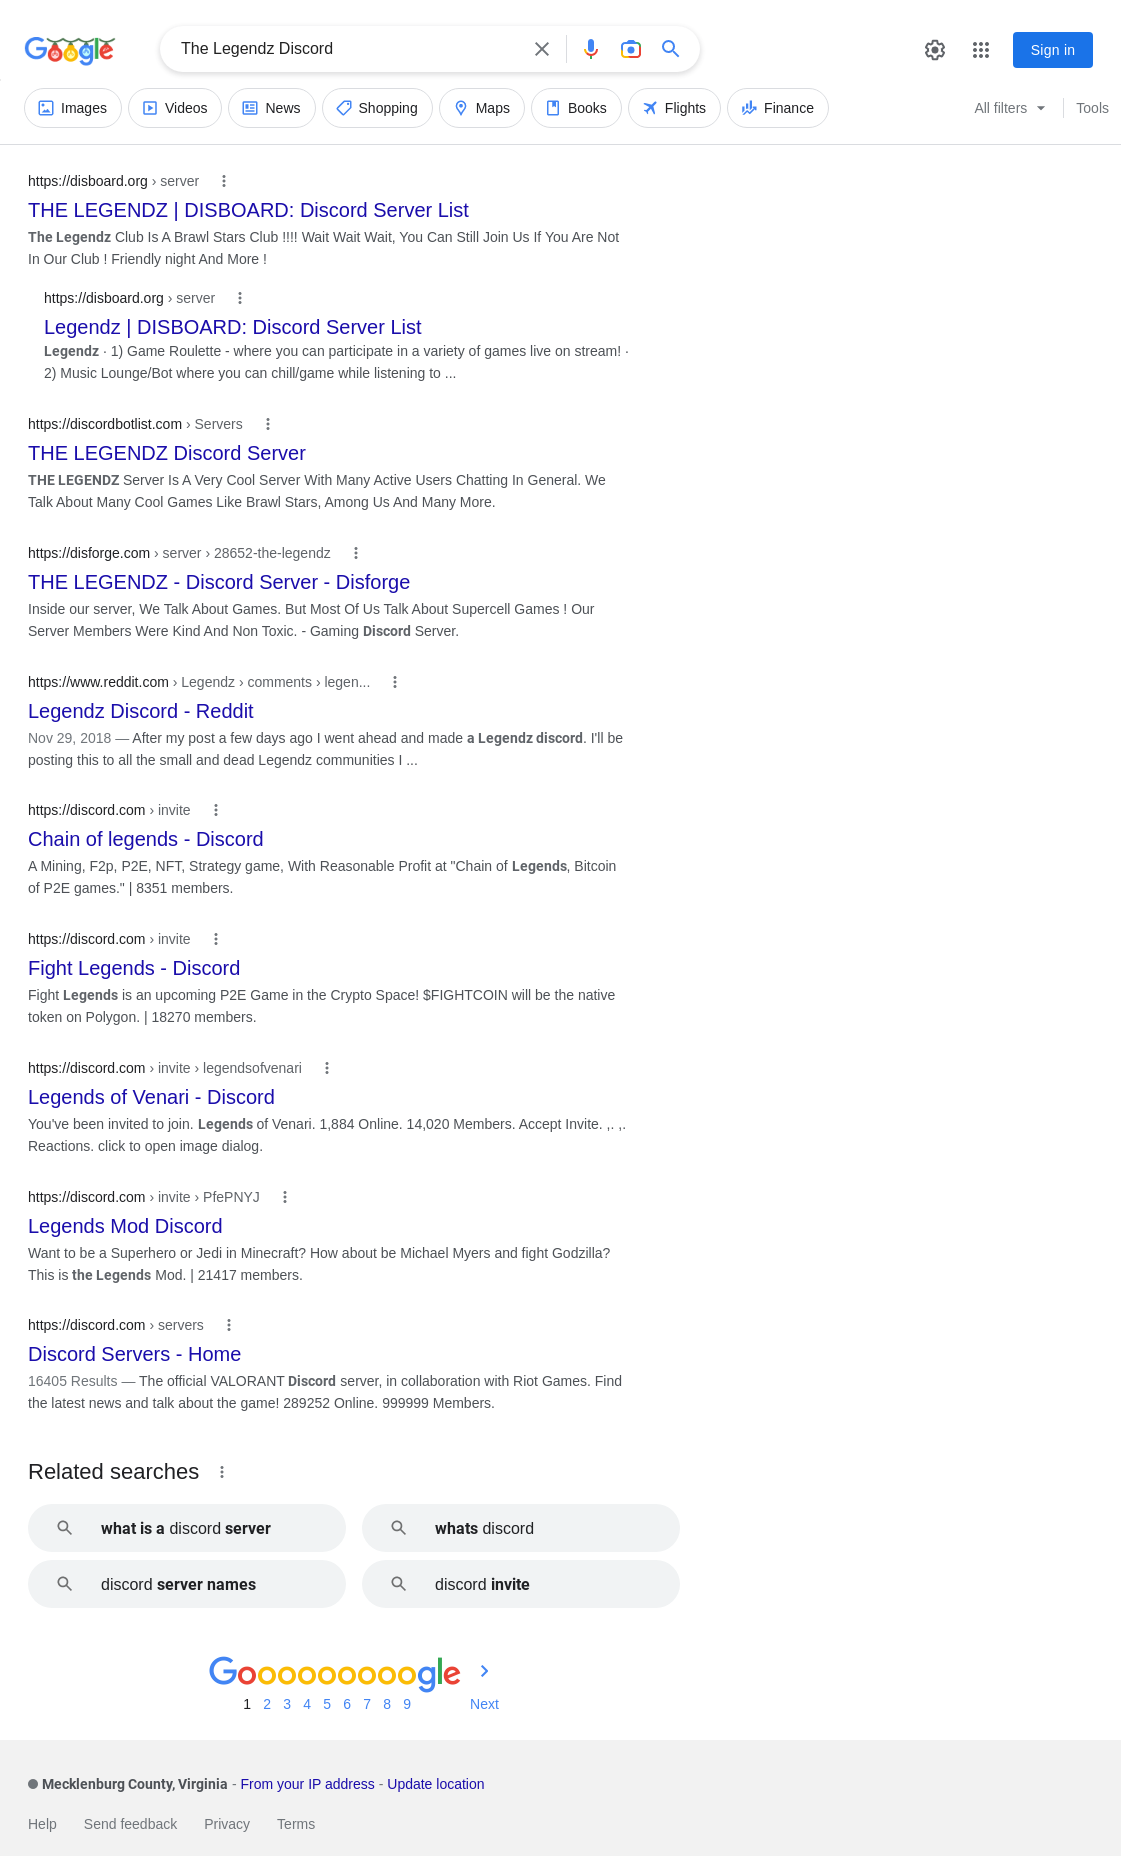 Google
The Legendz Discord
Sign in
Images Videos News Shopping Maps Books Flights Finance All filters Tools
https://disboard.org › server
THE LEGENDZ | DISBOARD: Discord Server List
The Legendz Club Is A Brawl Stars Club !!!! Wait Wait Wait, You Can Still Join Us If You Are Not
In Our Club ! Friendly night And More !
https://disboard.org › server
Legendz | DISBOARD: Discord Server List
Legendz · 1) Game Roulette - where you can participate in a variety of games live on stream! ·
2) Music Lounge/Bot where you can chill/game while listening to ...
https://discordbotlist.com › Servers
THE LEGENDZ Discord Server
THE LEGENDZ Server Is A Very Cool Server With Many Active Users Chatting In General. We
Talk About Many Cool Games Like Brawl Stars, Among Us And Many More.
https://disforge.com › server › 28652-the-legendz
THE LEGENDZ - Discord Server - Disforge
Inside our server, We Talk About Games. But Most Of Us Talk About Supercell Games ! Our
Server Members Were Kind And Non Toxic. - Gaming Discord Server.
https://www.reddit.com › Legendz › comments › legen...
Legendz Discord - Reddit
Nov 29, 2018 — After my post a few days ago I went ahead and made a Legendz discord. I'll be
posting this to all the small and dead Legendz communities I ...
https://discord.com › invite
Chain of legends - Discord
A Mining, F2p, P2E, NFT, Strategy game, With Reasonable Profit at "Chain of Legends, Bitcoin
of P2E games." | 8351 members.
https://discord.com › invite
Fight Legends - Discord
Fight Legends is an upcoming P2E Game in the Crypto Space! $FIGHTCOIN will be the native
token on Polygon. | 18270 members.
https://discord.com › invite › legendsofvenari
Legends of Venari - Discord
You've been invited to join. Legends of Venari. 1,884 Online. 14,020 Members. Accept Invite. ,. ,.
Reactions. click to open image dialog.
https://discord.com › invite › PfePNYJ
Legends Mod Discord
Want to be a Superhero or Jedi in Minecraft? How about be Michael Myers and fight Godzilla?
This is the Legends Mod. | 21417 members.
https://discord.com › servers
Discord Servers - Home
16405 Results — The official VALORANT Discord server, in collaboration with Riot Games. Find
the latest news and talk about the game! 289252 Online. 999999 Members.
Related searches
what is a discord server
whats discord
discord server names
discord invite
Goooooooooogle
1 2 3 4 5 6 7 8 9 Next
Mecklenburg County, Virginia - From your IP address - Update location
Help Send feedback Privacy Terms